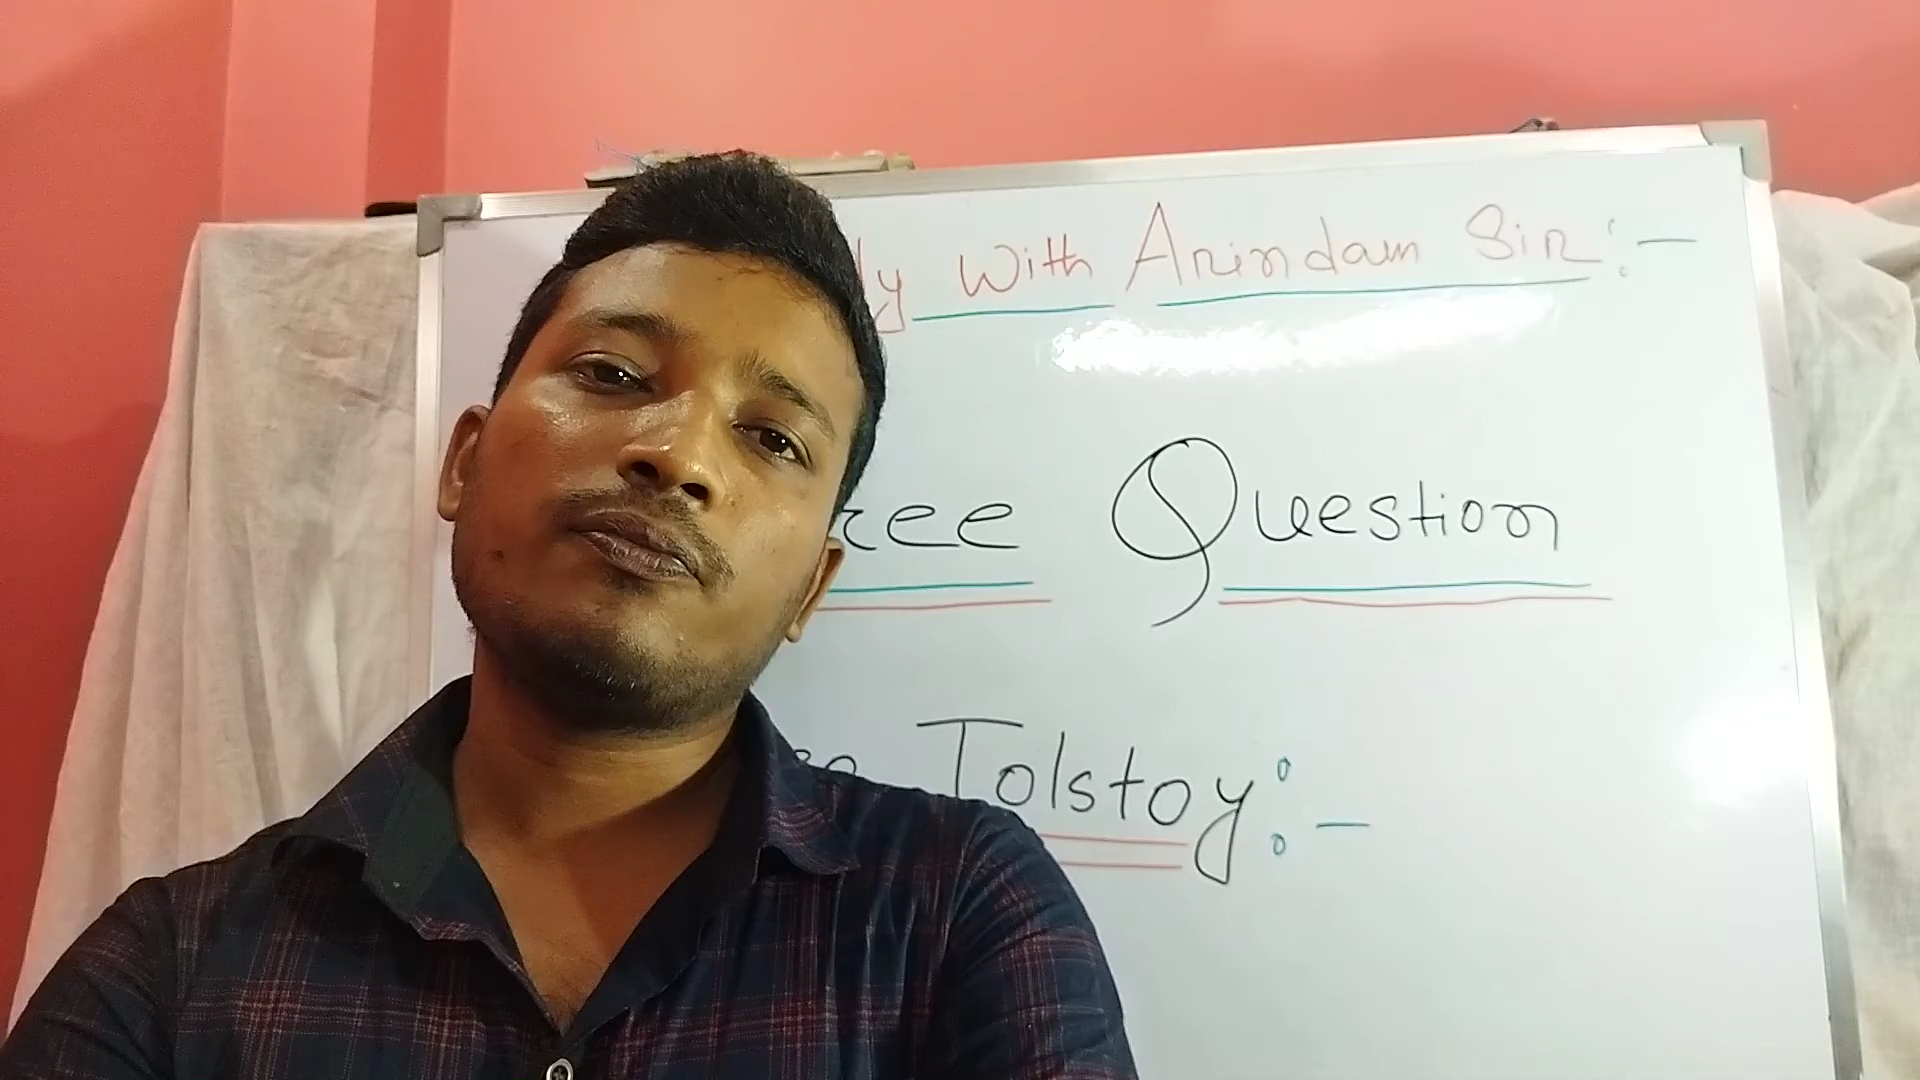 With Arindam Sir:-
Question
Tolstoy:-